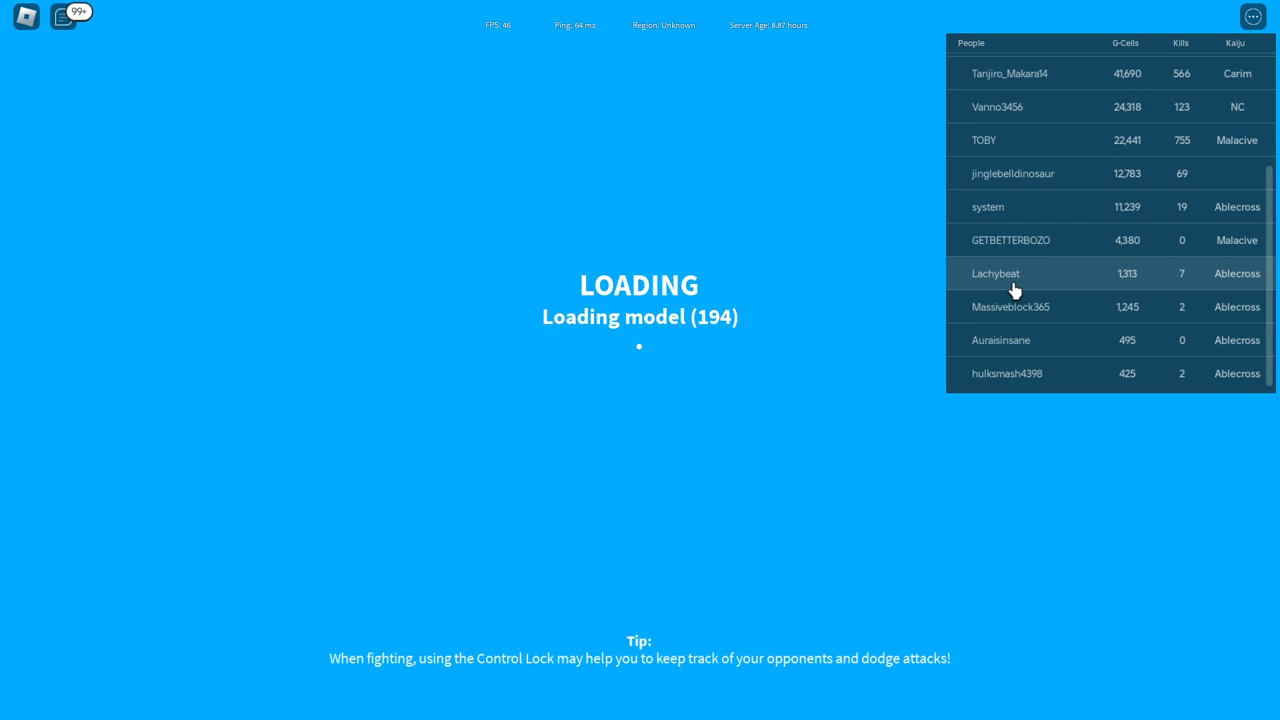 99+
FPS: 46 Ping: 64 ms Region: Unknown Server Age: 8.87 hours
People G-Cells Kills Kaiju
Tanjiro_Makara14 41,690 566 Carim
Vanno3456 24,318 123 NC
TOBY 22,441 755 Malacive
jinglebelldinosaur 12,783 69
system 11,239 19 Ablecross
GETBETTERBOZO 4,380 0 Malacive
Lachybeat 1,313 7 Ablecross
Massiveblock365 1,245 2 Ablecross
Auraisinsane 495 0 Ablecross
hulksmash4398 425 2 Ablecross
LOADING
Loading model (194)
Tip:
When fighting, using the Control Lock may help you to keep track of your opponents and dodge attacks!